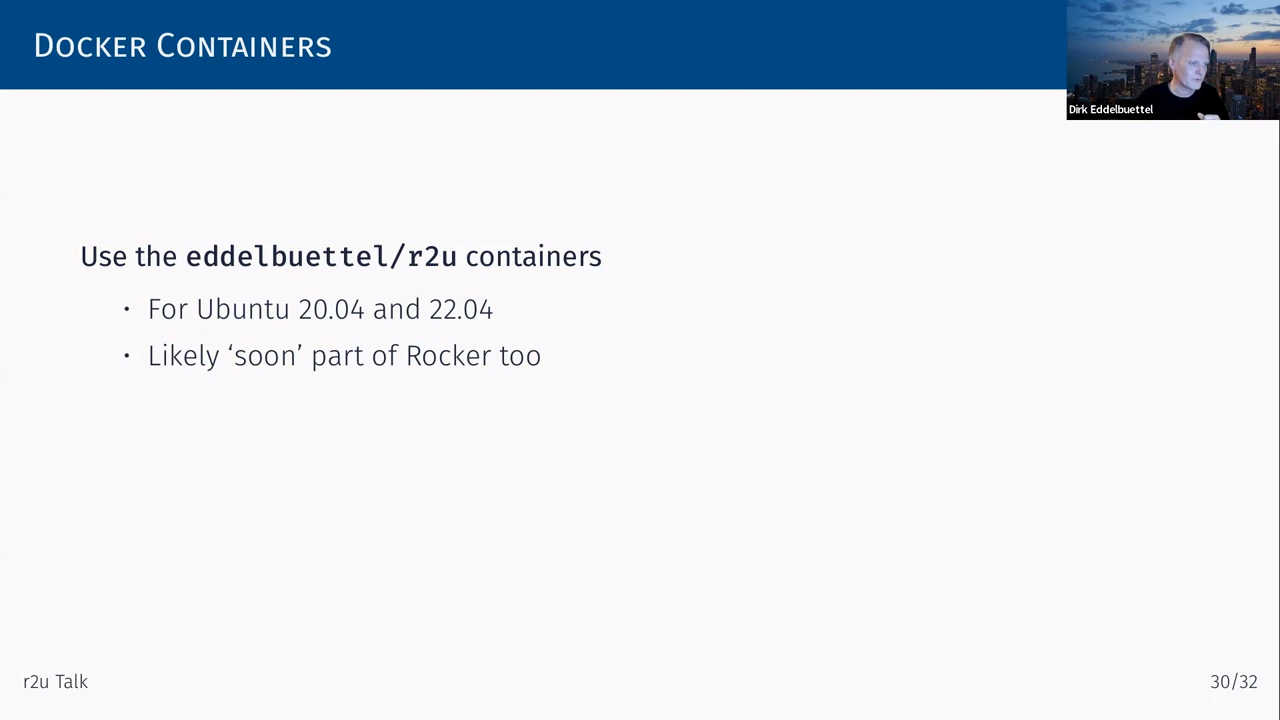 Docker Containers
Dirk Eddelbuettel
Use the eddelbuettel/r2u containers
• For Ubuntu 20.04 and 22.04
• Likely ‘soon’ part of Rocker too
r2u Talk
30/32